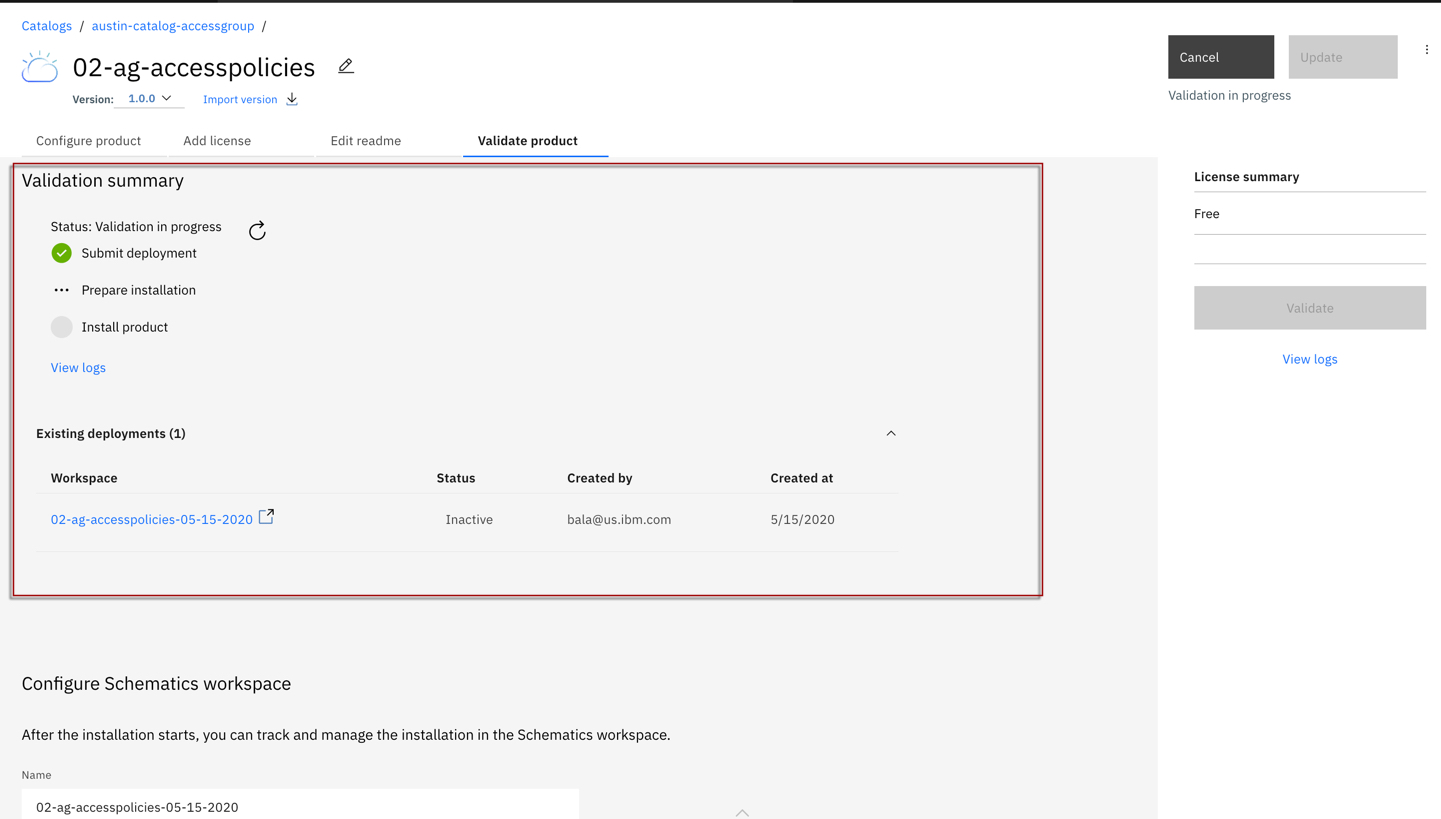 Catalogs / austin-catalog-accessgroup /
02-ag-accesspolicies
Version: 1.0.0 Import version
Cancel Update
Validation in progress
Configure product Add license Edit readme Validate product
Validation summary
Status: Validation in progress
Submit deployment
Prepare installation
Install product
View logs
Existing deployments (1)
Workspace Status Created by Created at
02-ag-accesspolicies-05-15-2020 Inactive bala@us.ibm.com 5/15/2020
Configure Schematics workspace
After the installation starts, you can track and manage the installation in the Schematics workspace.
Name
02-ag-accesspolicies-05-15-2020
License summary
Free
Validate
View logs